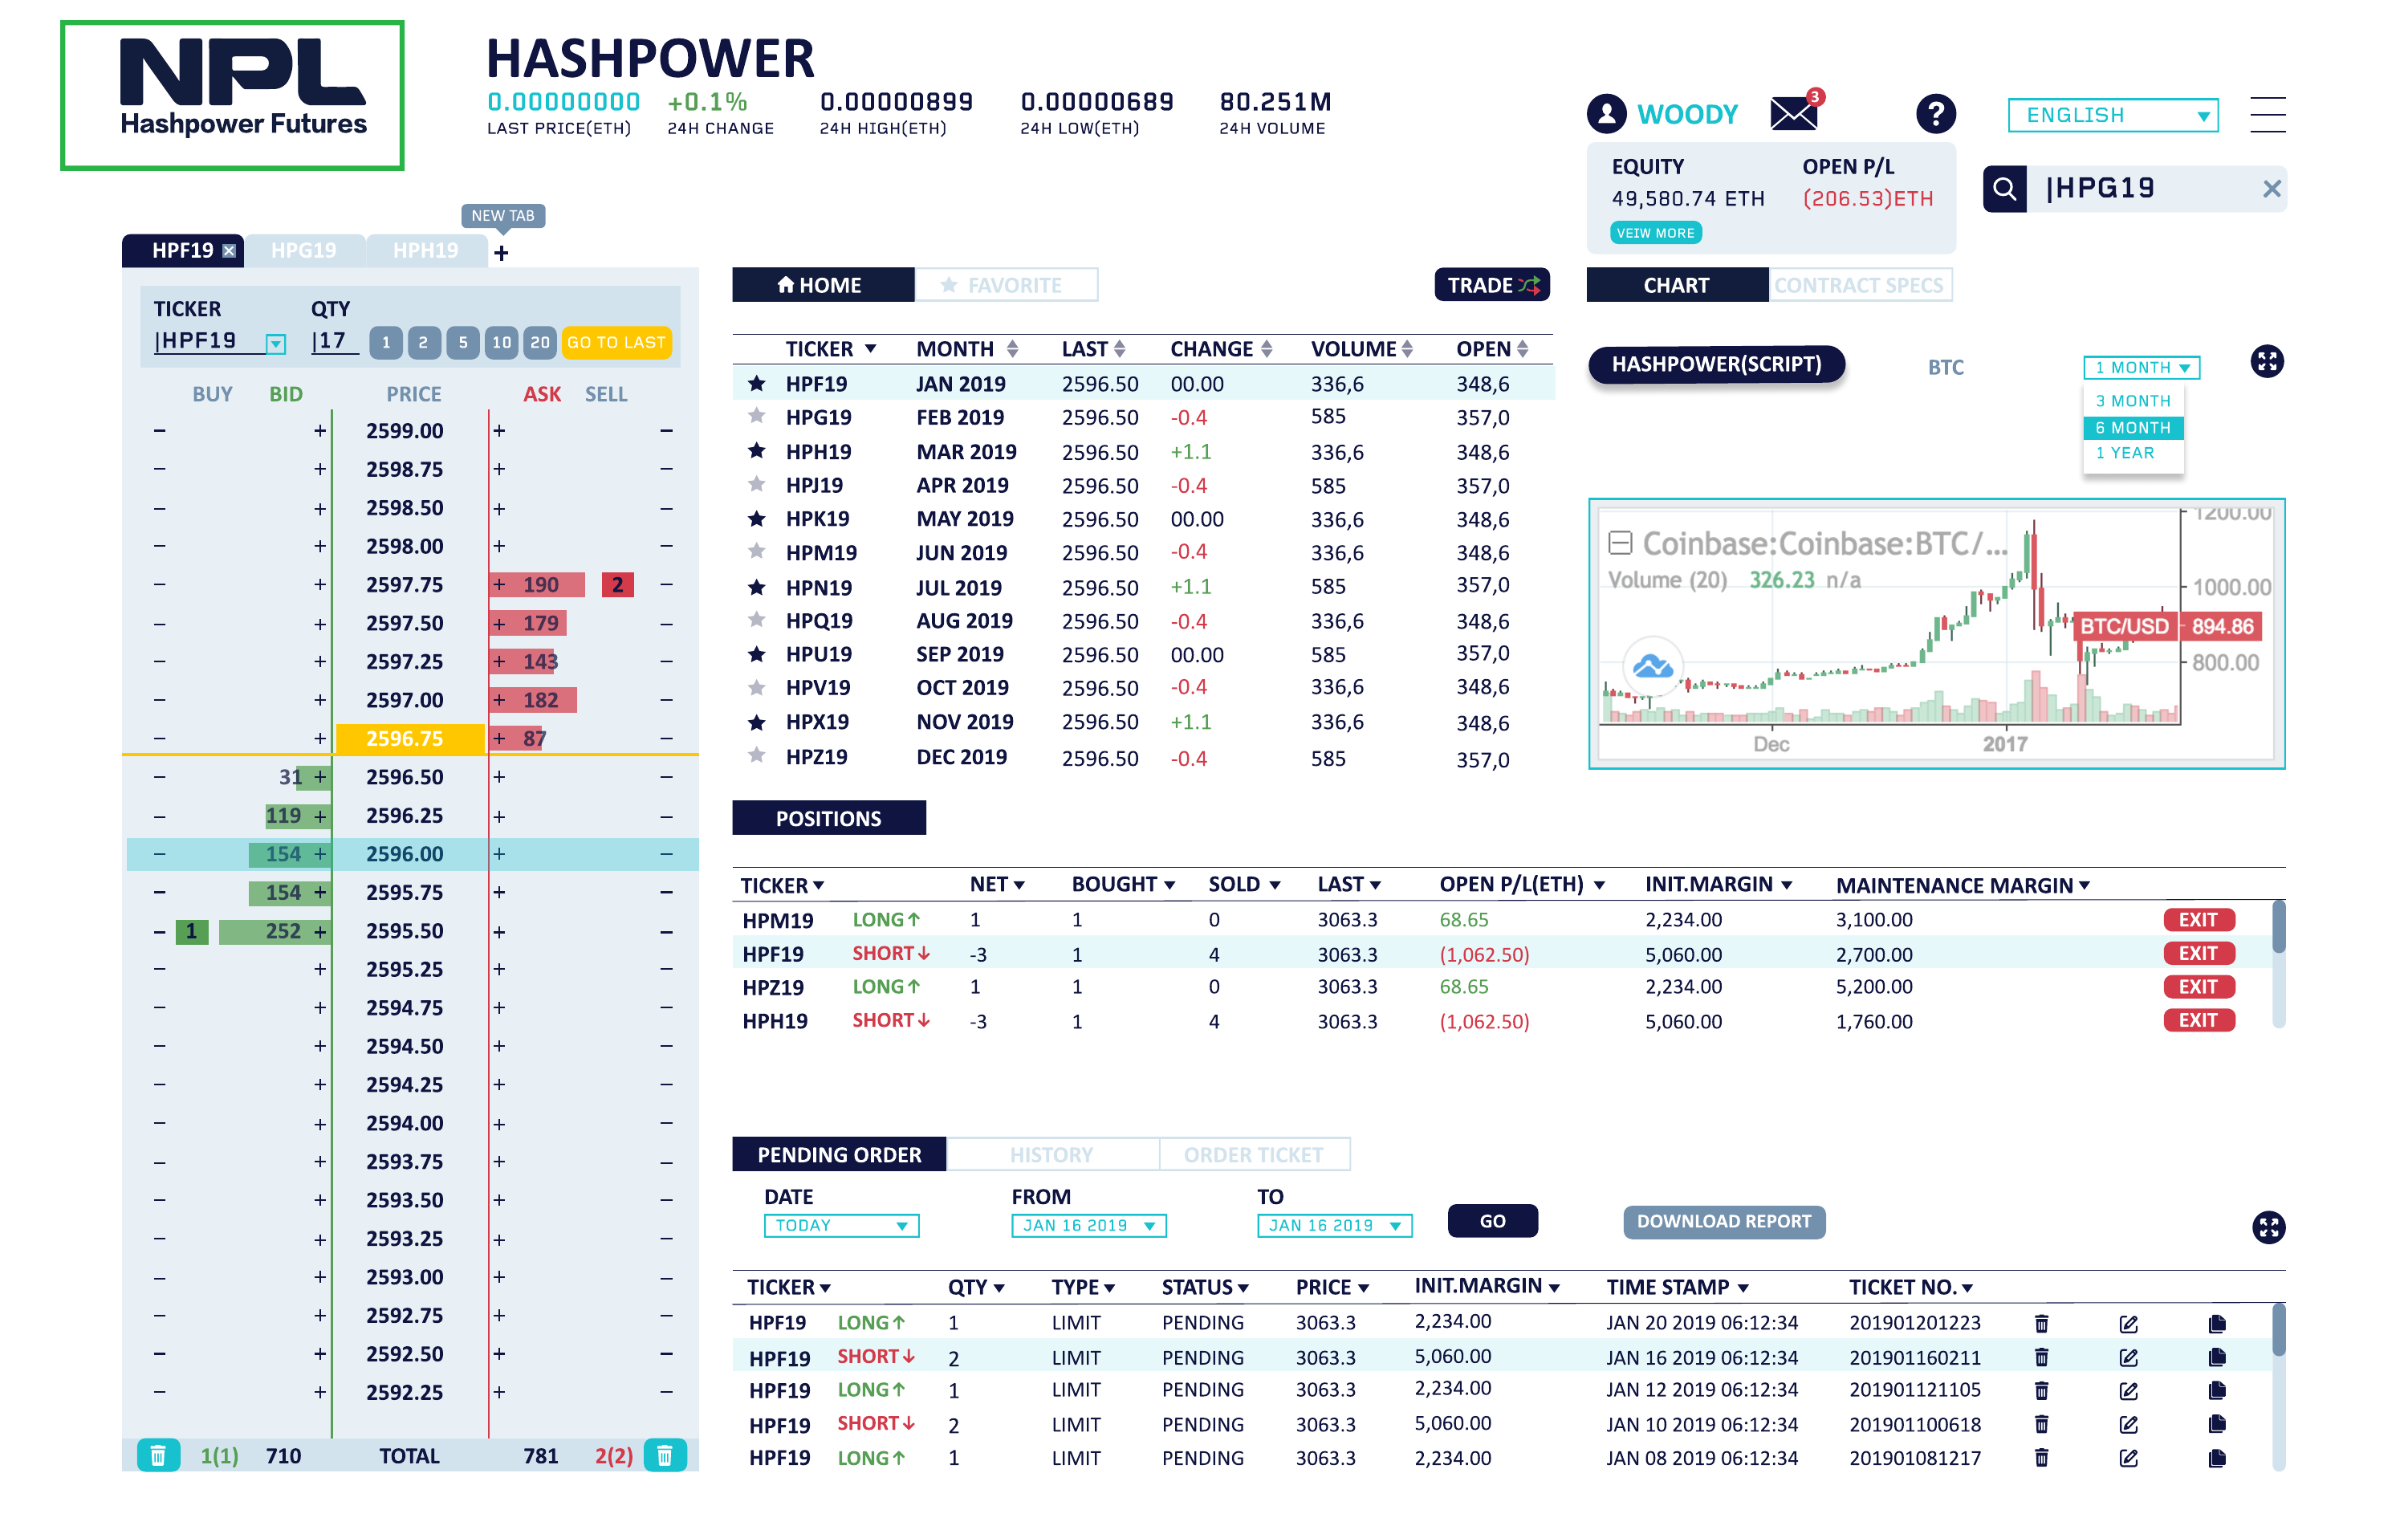 NPL
Hashpower Futures
HASHPOWER
0.00000000 +0.1% 0.00000899 0.00000689 80.251M
LAST PRICE(ETH) 24H CHANGE 24H HIGH(ETH) 24H LOW(ETH) 24H VOLUME
WOODY 3 ? ENGLISH
EQUITY OPEN P/L
49,580.74 ETH (206.53)ETH
VEIW MORE
|HPG19
NEW TAB
HPF19 HPG19 HPH19 +
TICKER QTY
|HPF19 |17 1 2 5 10 20 GO TO LAST
BUY BID PRICE ASK SELL
– + 2599.00 + –
– + 2598.75 + –
– + 2598.50 + –
– + 2598.00 + –
– + 2597.75 + 190 2 –
– + 2597.50 + 179 –
– + 2597.25 + 143 –
– + 2597.00 + 182 –
– + 2596.75 + 87 –
– 31 + 2596.50 + –
– 119 + 2596.25 + –
– 154 + 2596.00 + –
– 154 + 2595.75 + –
– 1 252 + 2595.50 + –
– + 2595.25 + –
– + 2594.75 + –
– + 2594.50 + –
– + 2594.25 + –
– + 2594.00 + –
– + 2593.75 + –
– + 2593.50 + –
– + 2593.25 + –
– + 2593.00 + –
– + 2592.75 + –
– + 2592.50 + –
– + 2592.25 + –
1(1) 710 TOTAL 781 2(2)
HOME FAVORITE TRADE
TICKER MONTH LAST CHANGE VOLUME OPEN
HPF19 JAN 2019 2596.50 00.00 336,6 348,6
HPG19 FEB 2019 2596.50 -0.4 585 357,0
HPH19 MAR 2019 2596.50 +1.1 336,6 348,6
HPJ19 APR 2019 2596.50 -0.4 585 357,0
HPK19 MAY 2019 2596.50 00.00 336,6 348,6
HPM19 JUN 2019 2596.50 -0.4 336,6 348,6
HPN19 JUL 2019 2596.50 +1.1 585 357,0
HPQ19 AUG 2019 2596.50 -0.4 336,6 348,6
HPU19 SEP 2019 2596.50 00.00 585 357,0
HPV19 OCT 2019 2596.50 -0.4 336,6 348,6
HPX19 NOV 2019 2596.50 +1.1 336,6 348,6
HPZ19 DEC 2019 2596.50 -0.4 585 357,0
CHART CONTRACT SPECS
HASHPOWER(SCRIPT) BTC 1 MONTH
3 MONTH
6 MONTH
1 YEAR
1200.00
Coinbase:Coinbase:BTC/...
Volume (20) 326.23 n/a 1000.00
BTC/USD 894.86
800.00
Dec 2017
POSITIONS
TICKER NET BOUGHT SOLD LAST OPEN P/L(ETH) INIT.MARGIN MAINTENANCE MARGIN
HPM19 LONG 1 1 0 3063.3 68.65 2,234.00 3,100.00 EXIT
HPF19 SHORT -3 1 4 3063.3 (1,062.50) 5,060.00 2,700.00 EXIT
HPZ19 LONG 1 1 0 3063.3 68.65 2,234.00 5,200.00 EXIT
HPH19 SHORT -3 1 4 3063.3 (1,062.50) 5,060.00 1,760.00 EXIT
PENDING ORDER HISTORY ORDER TICKET
DATE FROM TO
TODAY JAN 16 2019 JAN 16 2019 GO DOWNLOAD REPORT
TICKER QTY TYPE STATUS PRICE INIT.MARGIN TIME STAMP TICKET NO.
HPF19 LONG 1 LIMIT PENDING 3063.3 2,234.00 JAN 20 2019 06:12:34 201901201223
HPF19 SHORT 2 LIMIT PENDING 3063.3 5,060.00 JAN 16 2019 06:12:34 201901160211
HPF19 LONG 1 LIMIT PENDING 3063.3 2,234.00 JAN 12 2019 06:12:34 201901121105
HPF19 SHORT 2 LIMIT PENDING 3063.3 5,060.00 JAN 10 2019 06:12:34 201901100618
HPF19 LONG 1 LIMIT PENDING 3063.3 2,234.00 JAN 08 2019 06:12:34 201901081217